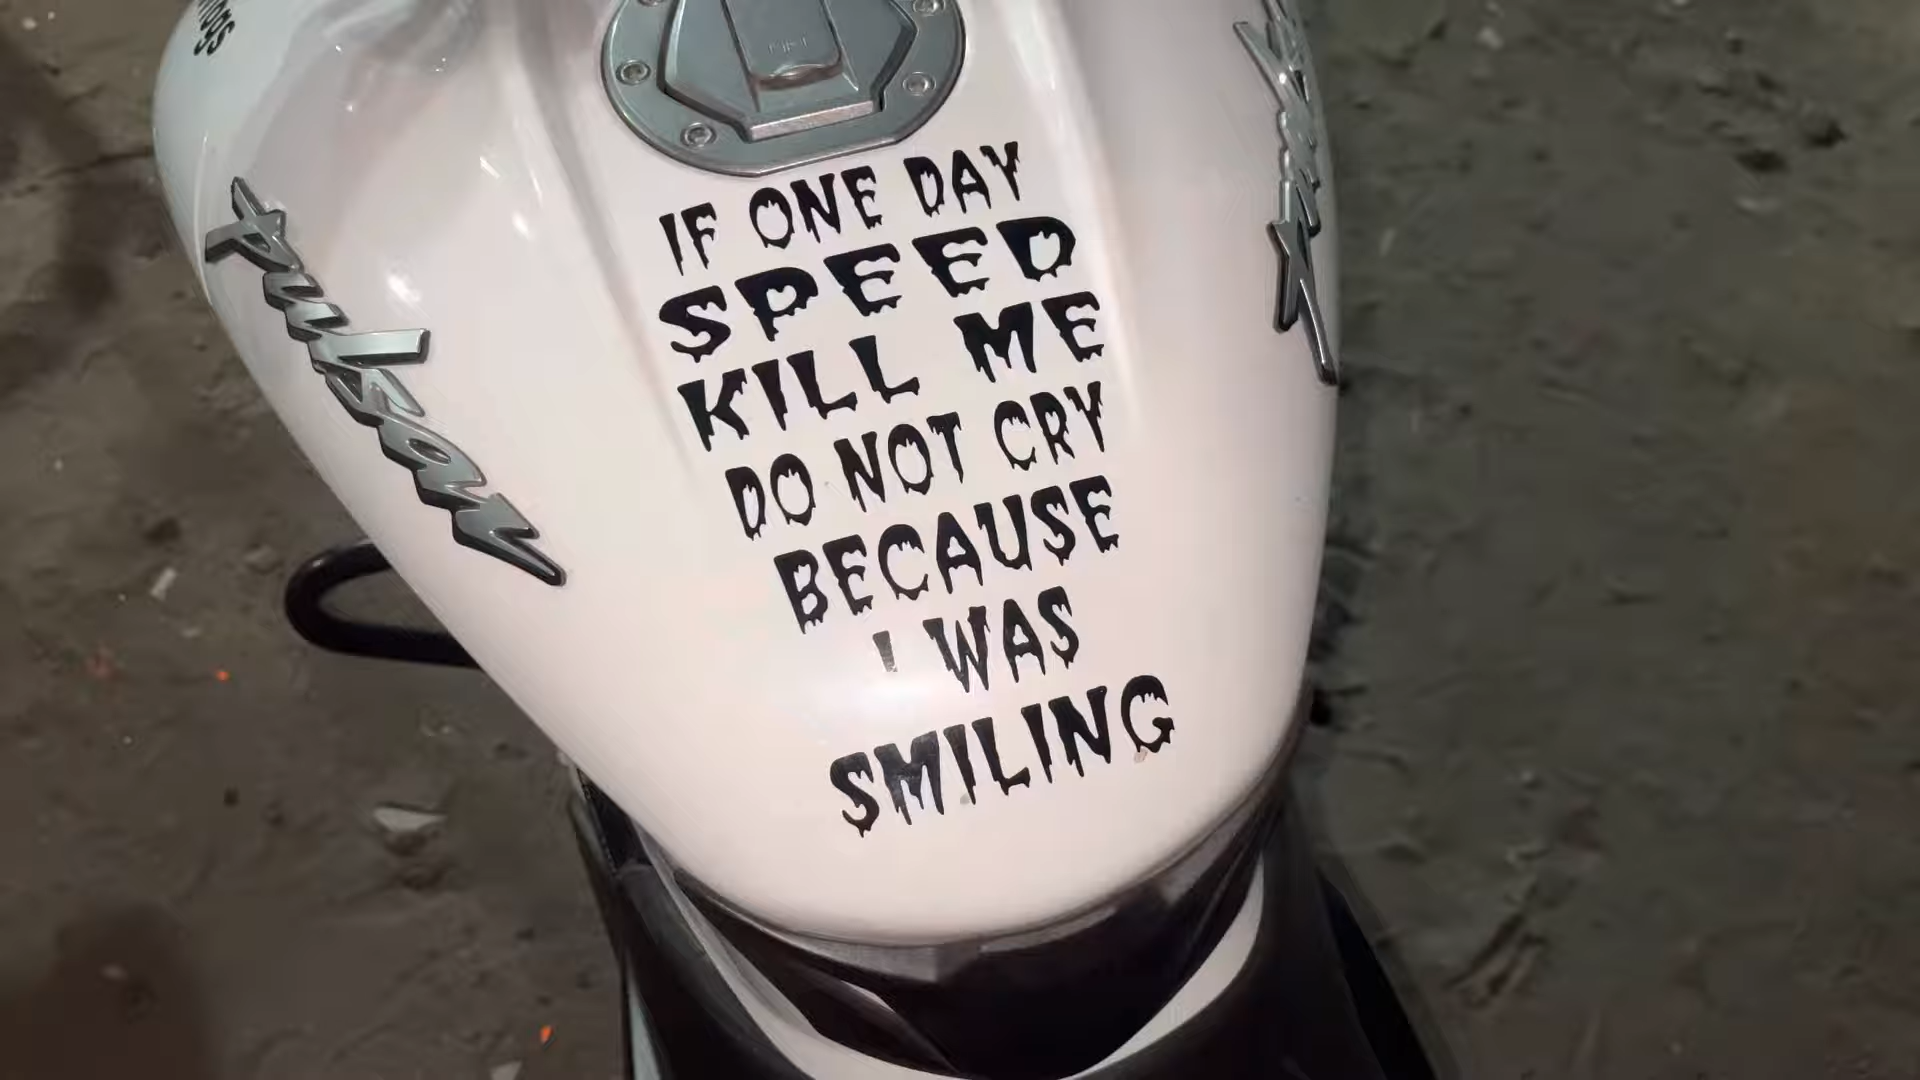 pulsar
IF ONE DAY
SPEED
KILL ME
DO NOT CRY
BECAUSE
I WAS
SMILING